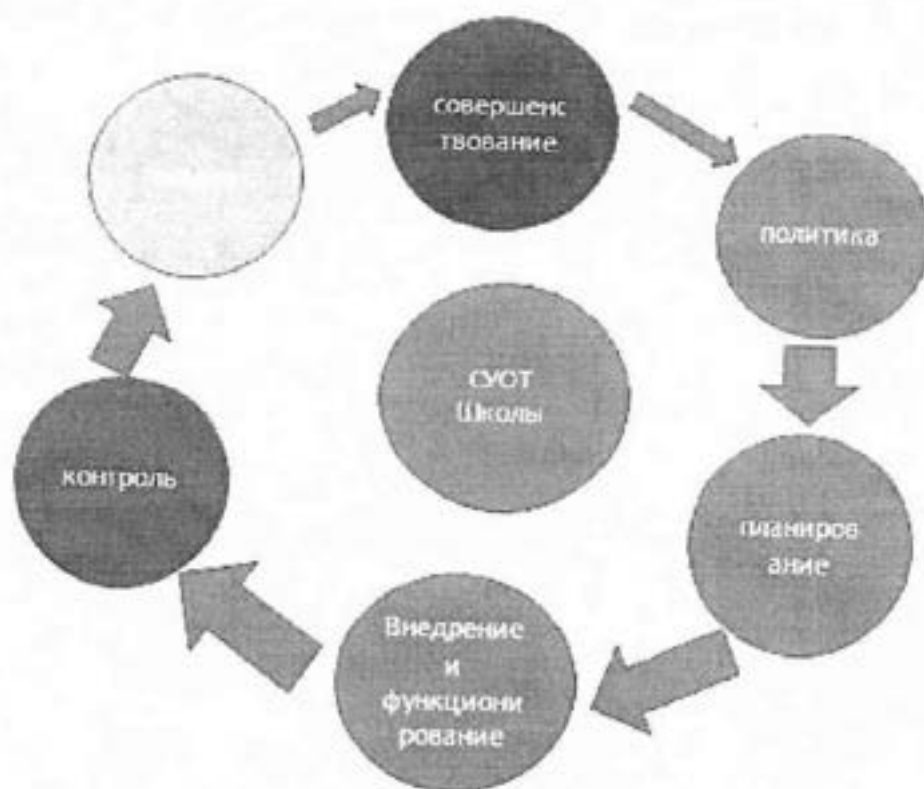 совершенс
твование
политика
СУОТ
Школы
планиров
ание
Внедрение
и
функциони
рование
контроль